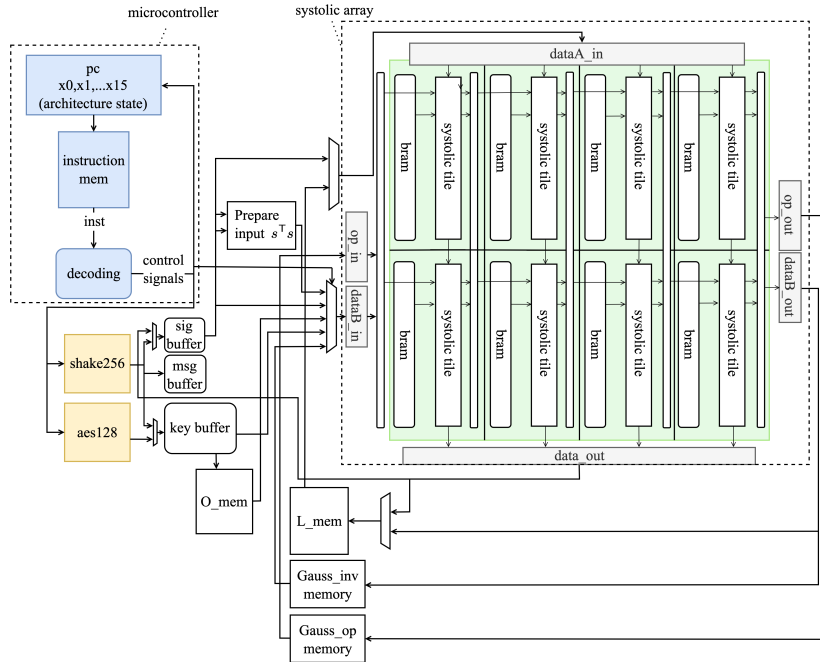 microcontroller
systolic array
pc
x0,x1,...x15
(architecture state)
instruction
mem
inst
decoding
control
signals
dataA_in
bram
systolic tile
bram
systolic tile
bram
systolic tile
bram
systolic tile
Prepare
input s⊤s
op_in
dataB_in
op_out
dataB_out
bram
systolic tile
bram
systolic tile
bram
systolic tile
bram
systolic tile
shake256
sig
buffer
msg
buffer
aes128
key buffer
data_out
O_mem
L_mem
Gauss_inv
memory
Gauss_op
memory